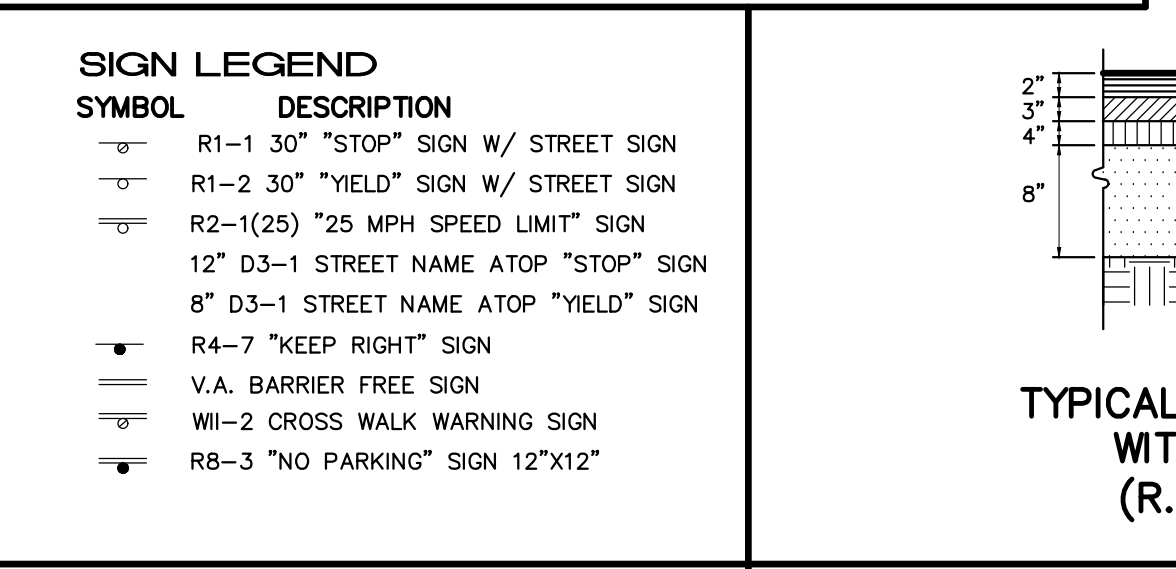 SIGN LEGEND
SYMBOL DESCRIPTION
R1–1 30" "STOP" SIGN W/ STREET SIGN
R1–2 30" "YIELD" SIGN W/ STREET SIGN
R2–1(25) "25 MPH SPEED LIMIT" SIGN
12" D3–1 STREET NAME ATOP "STOP" SIGN
8" D3–1 STREET NAME ATOP "YIELD" SIGN
R4–7 "KEEP RIGHT" SIGN
V.A. BARRIER FREE SIGN
WII–2 CROSS WALK WARNING SIGN
R8–3 "NO PARKING" SIGN 12"X12"
2"
3"
4"
8"
TYPICAL
WIT
(R.